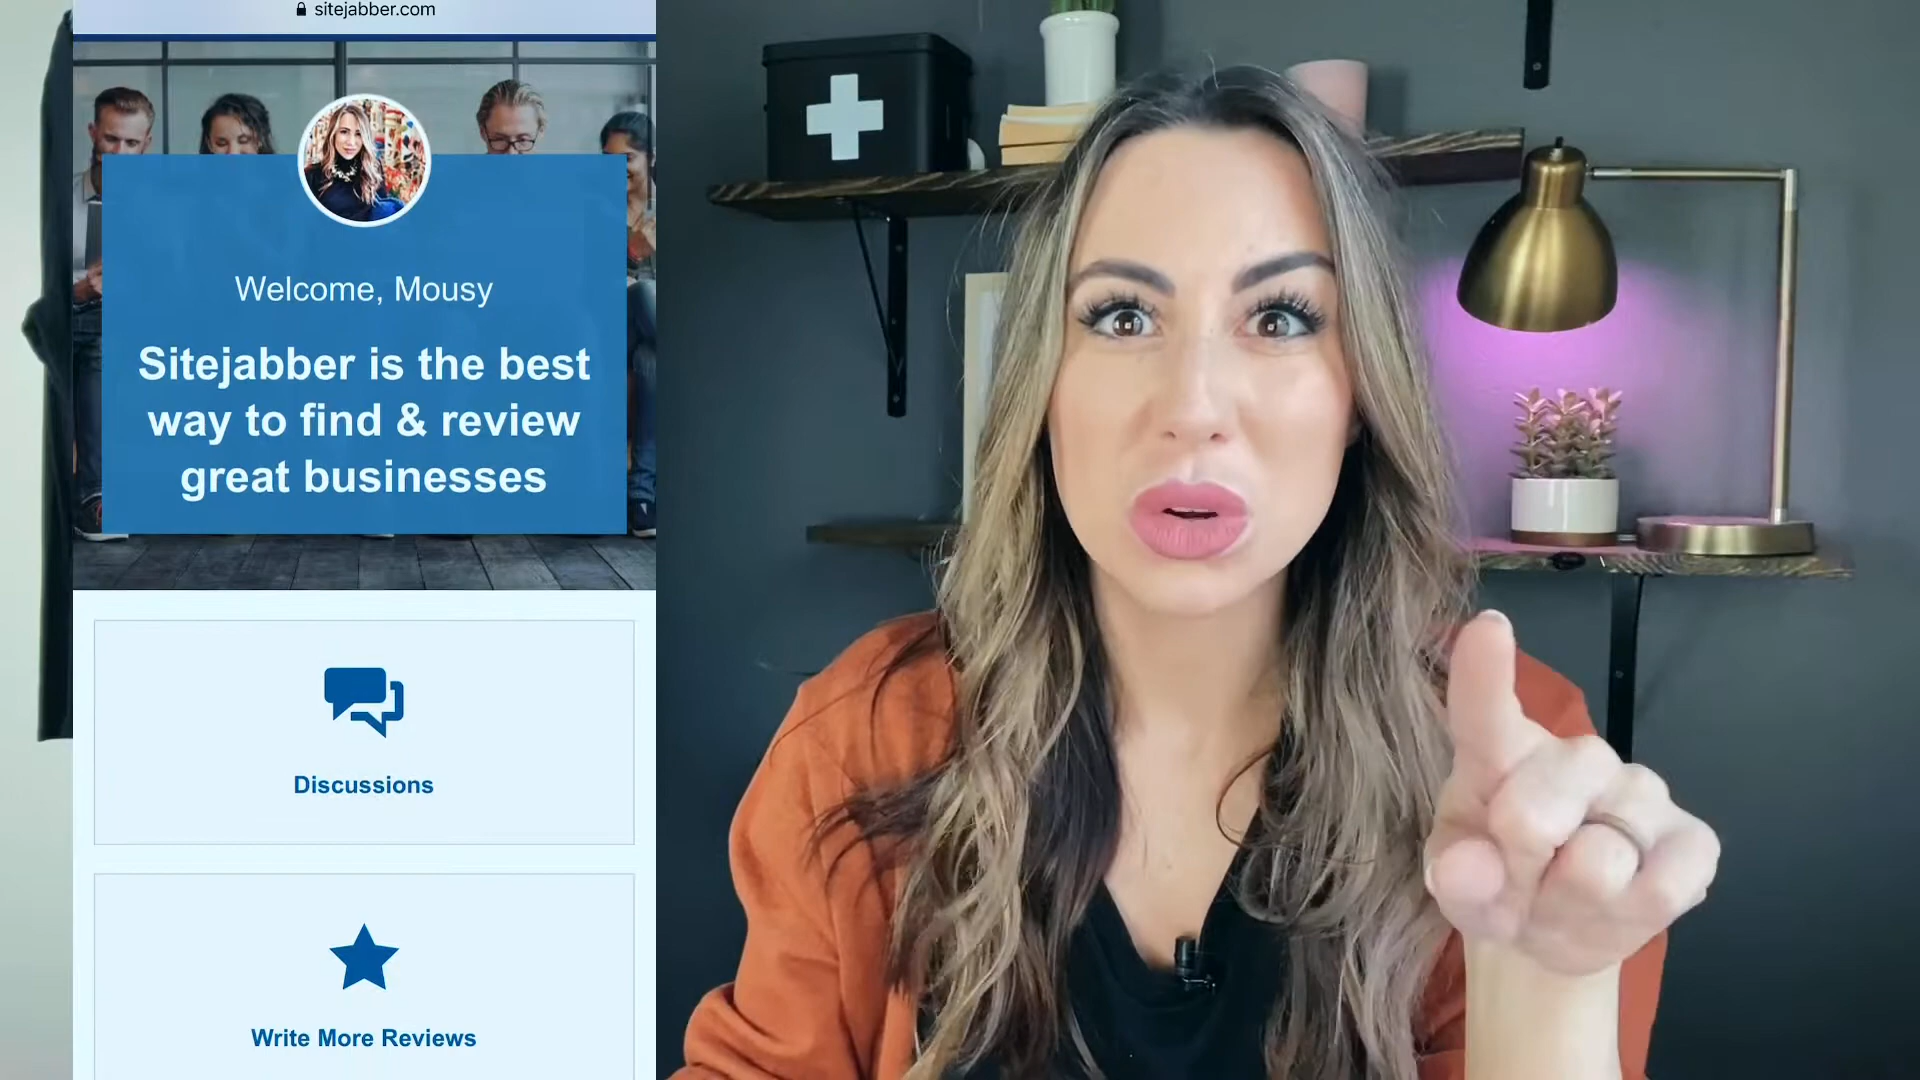 sitejabber.com
Welcome, Mousy
Sitejabber is the best
way to find & review
great businesses
Discussions
Write More Reviews